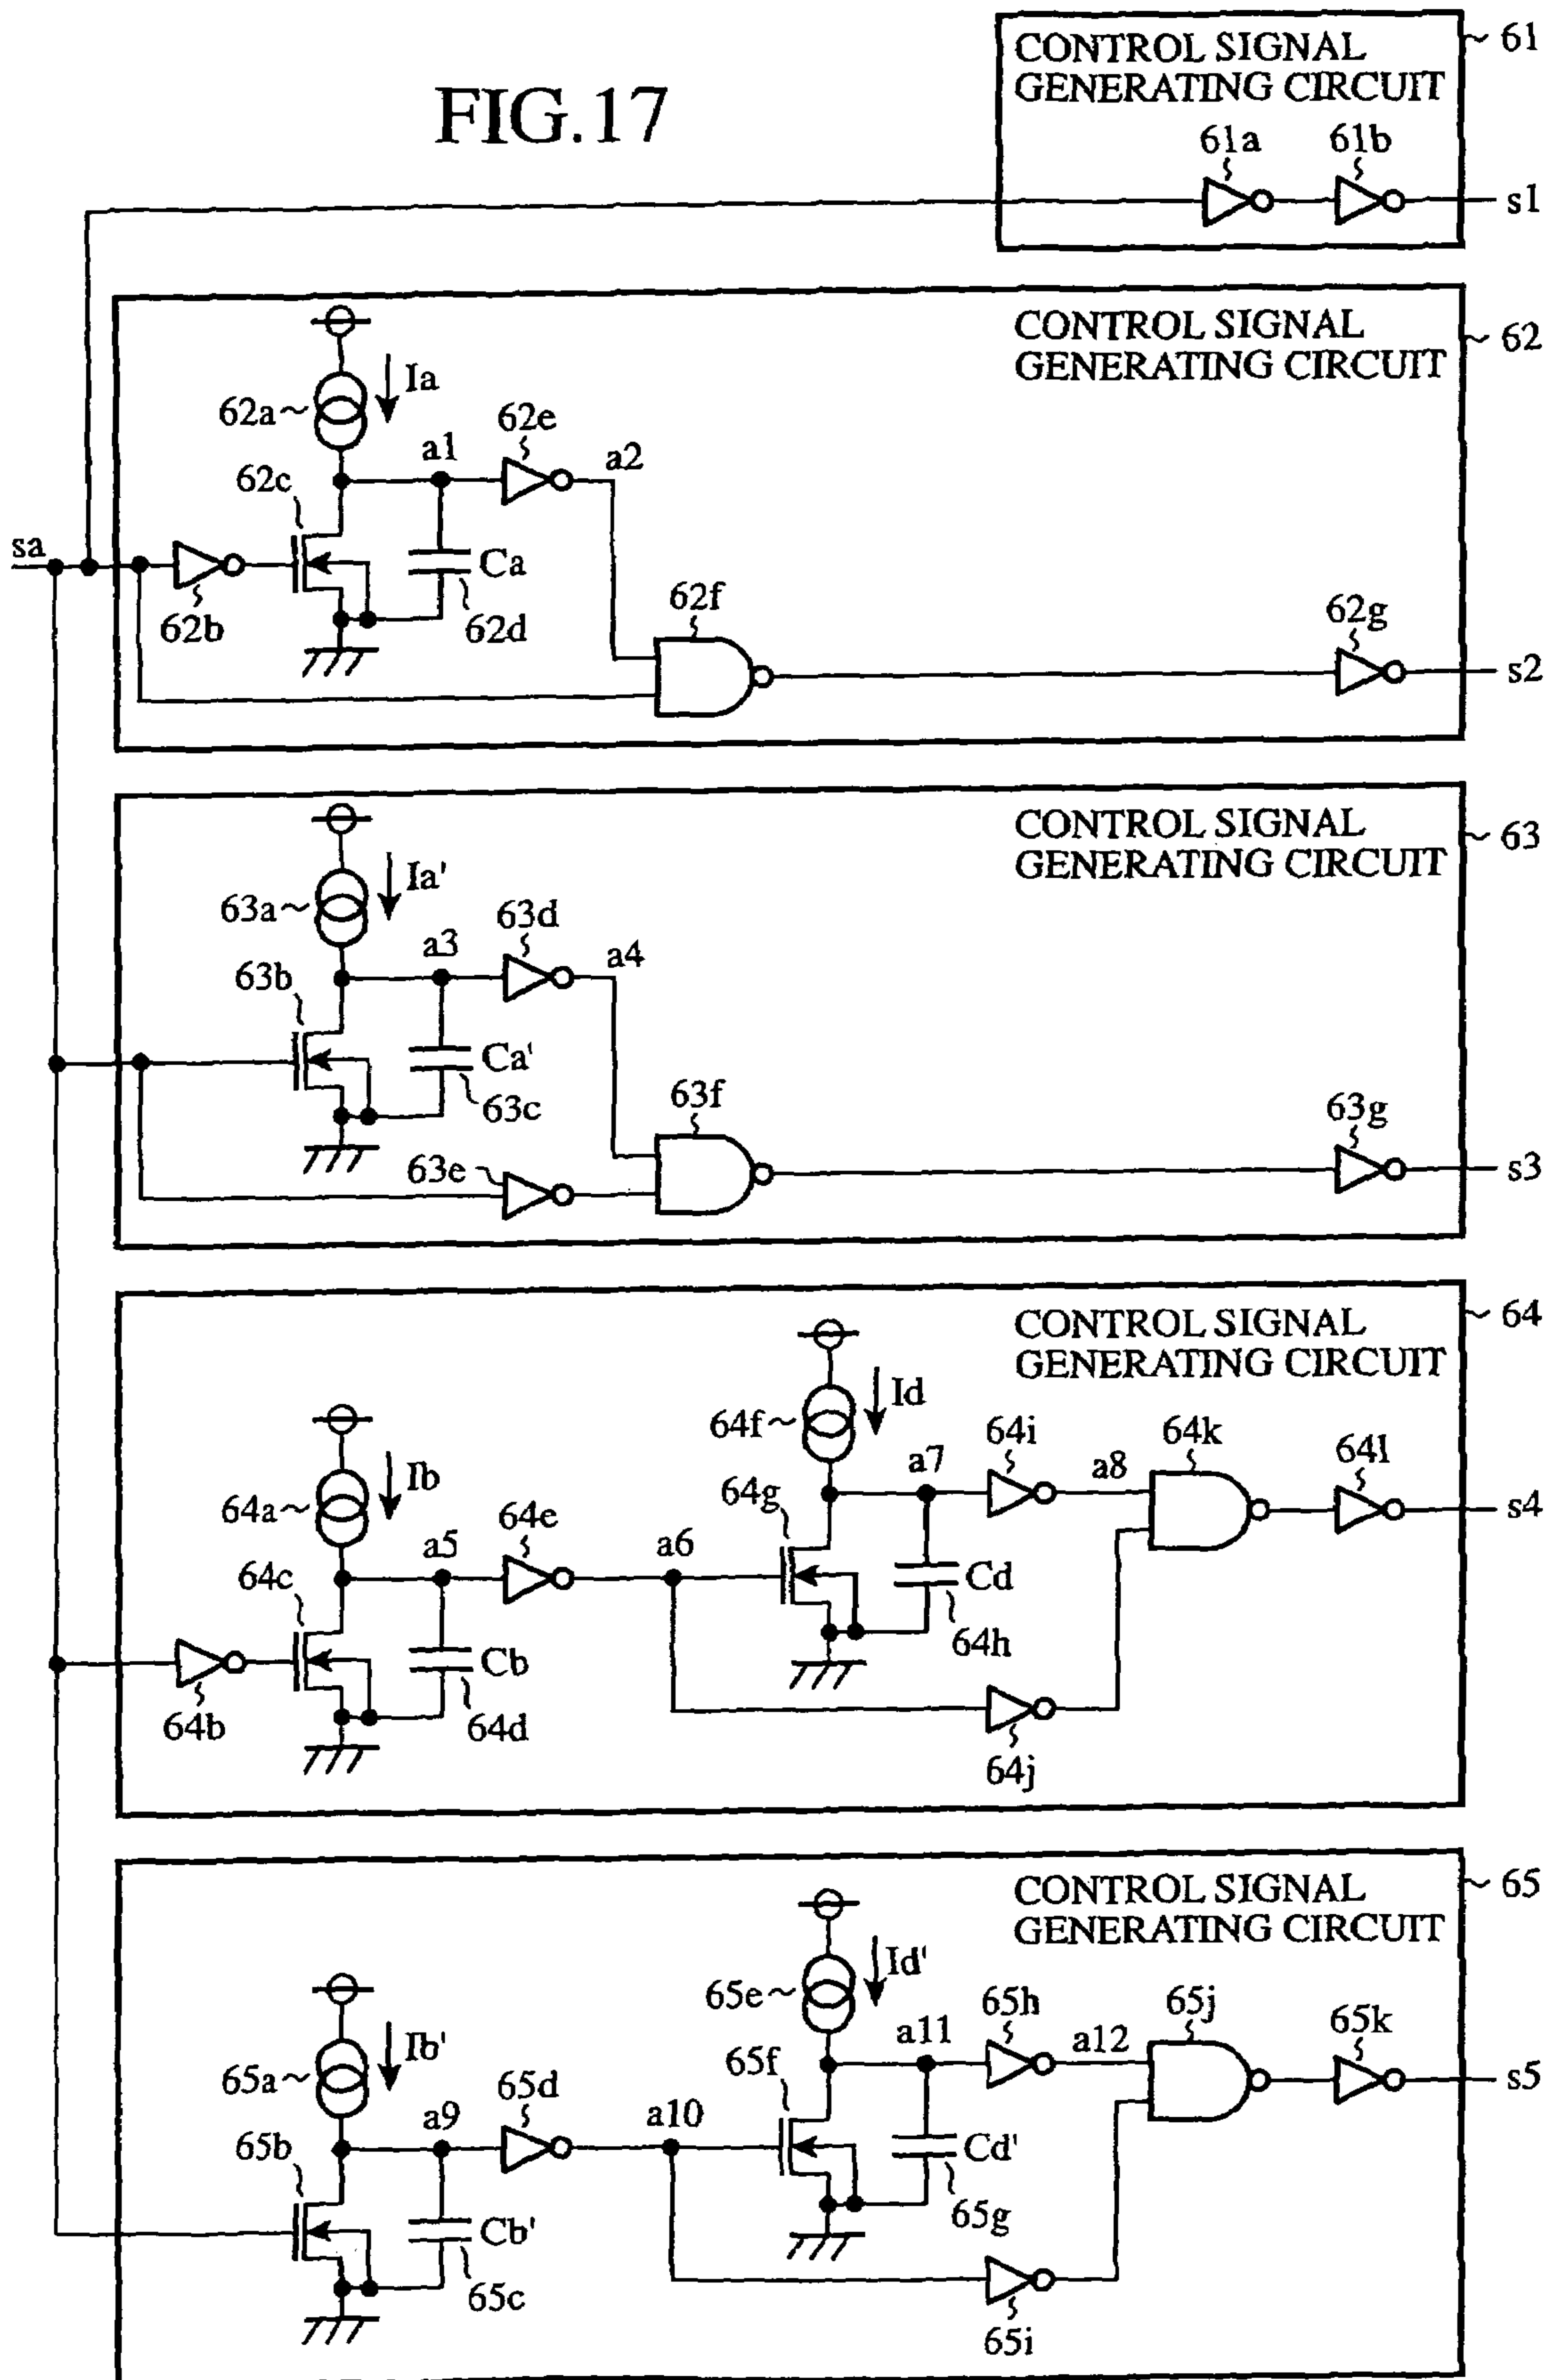 FIG.17
CONTROL SIGNAL
GENERATING CIRCUIT
61
61a
61b
s1
CONTROL SIGNAL
GENERATING CIRCUIT
62
Ia
62a
62e
a1
a2
62c
sa
Ca
62b
62d
62f
62g
s2
CONTROL SIGNAL
GENERATING CIRCUIT
63
Ia'
63a
63d
a3
a4
63b
Ca'
63c
63f
63g
63e
s3
CONTROL SIGNAL
GENERATING CIRCUIT
64
Id
64f
64i
64k
64l
a7
a8
Ib
64a
64g
64e
s4
a5
a6
64c
Cd
64h
Cb
64b
64d
64j
CONTROL SIGNAL
GENERATING CIRCUIT
65
Id'
65e
65h
65j
65k
a11
a12
Ib'
65a
65f
65d
s5
a9
a10
65b
Cd'
65g
Cb'
65c
65i